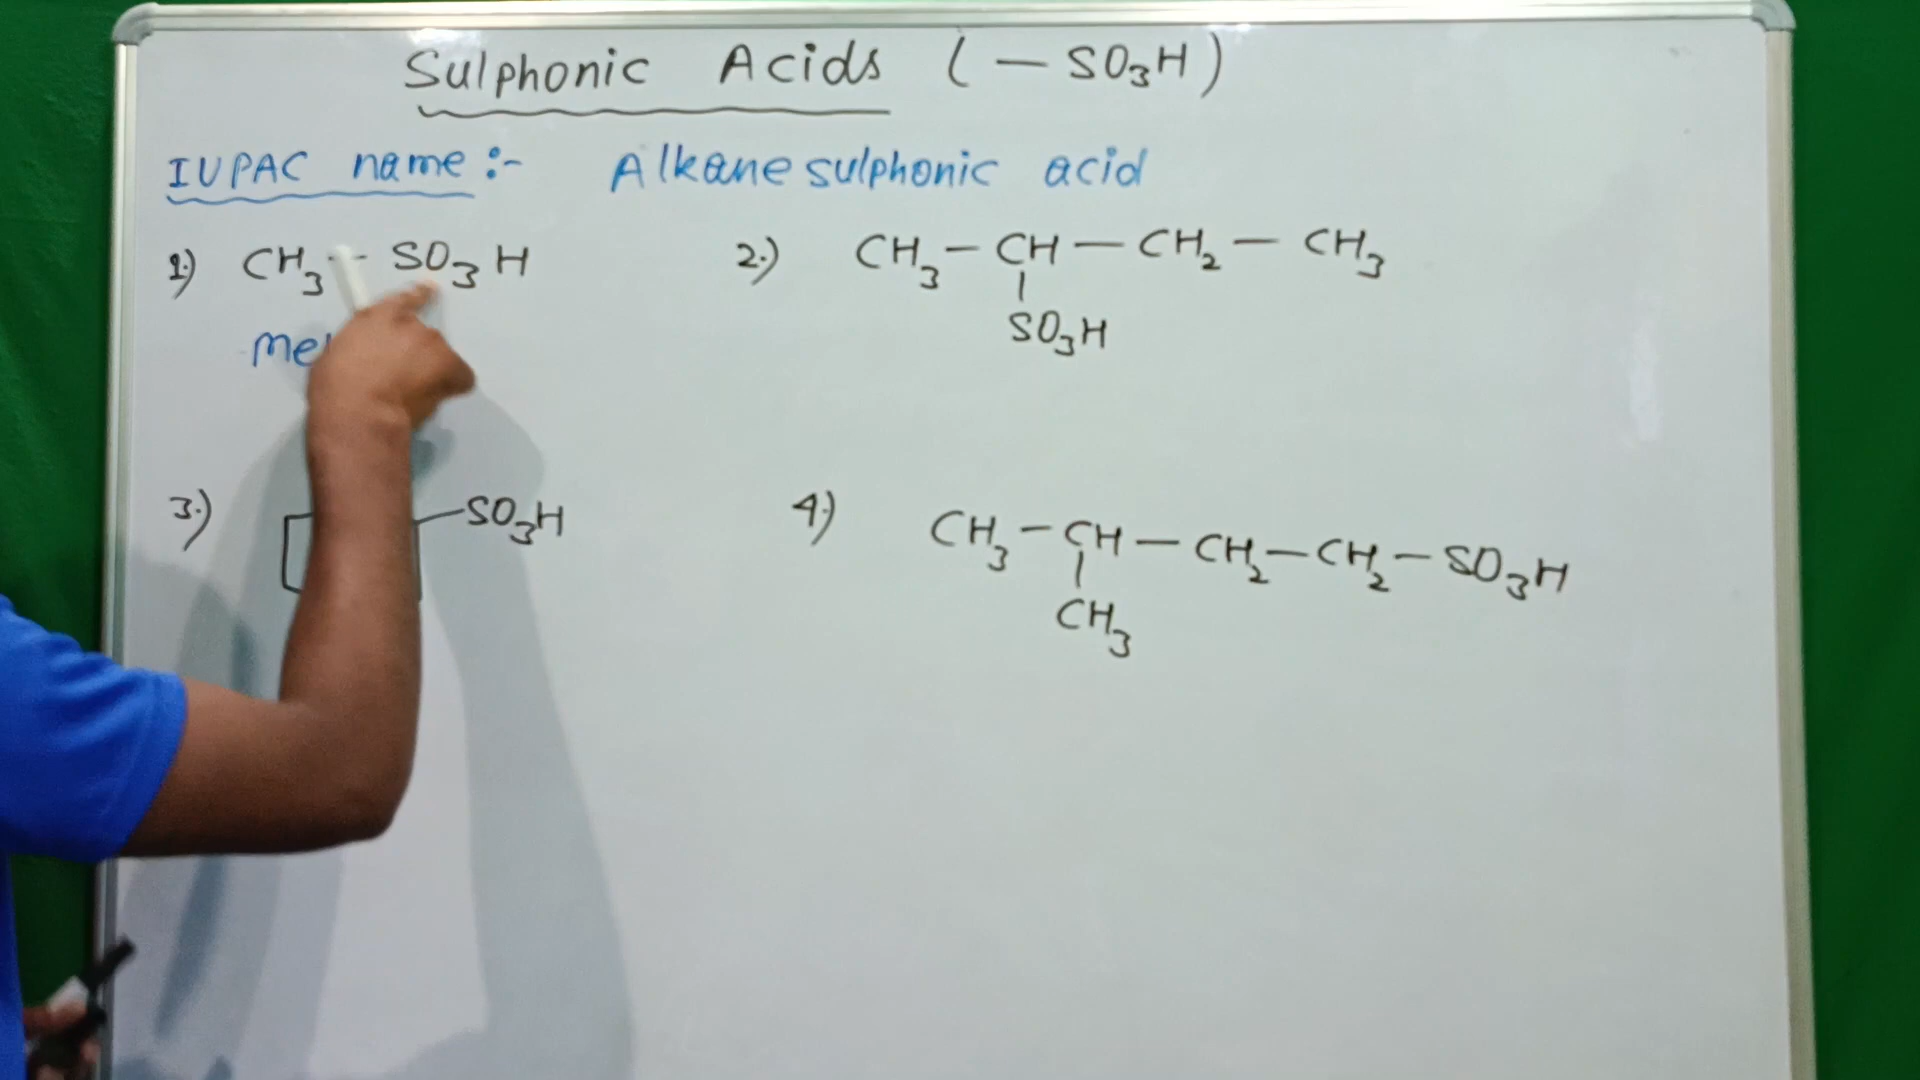 Sulphonic Acids ( — SO₃H )
IUPAC name :- Alkane sulphonic acid
1.) CH₃ - SO₃H
2.) CH₃ — CH — CH₂ — CH₃
SO₃H
3.) SO₃H
4.) CH₃ — CH — CH₂ — CH₂ — SO₃H
CH₃